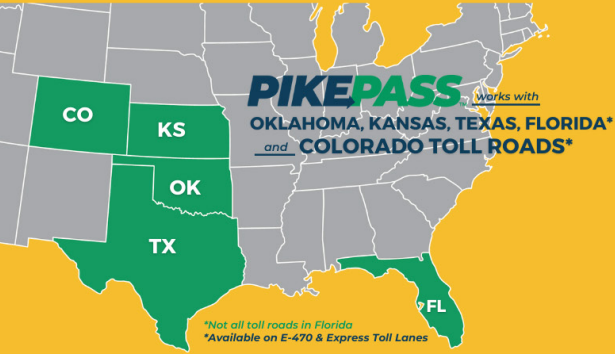 PIKEPASS works with
OKLAHOMA, KANSAS, TEXAS, FLORIDA*
and COLORADO TOLL ROADS*
CO
KS
OK
TX
FL
*Not all toll roads in Florida
*Available on E-470 & Express Toll Lanes